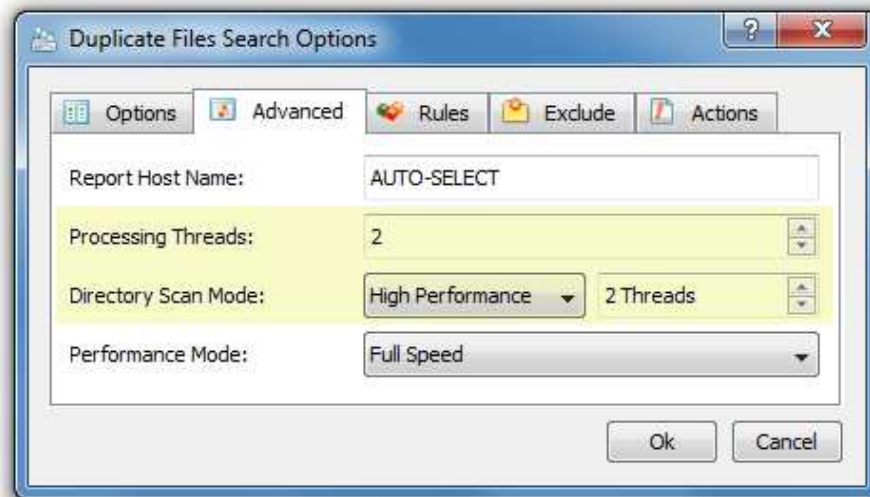 Duplicate Files Search Options
Options Advanced Rules Exclude Actions
Report Host Name: AUTO-SELECT
Processing Threads: 2
Directory Scan Mode: High Performance 2 Threads
Performance Mode: Full Speed
Ok Cancel